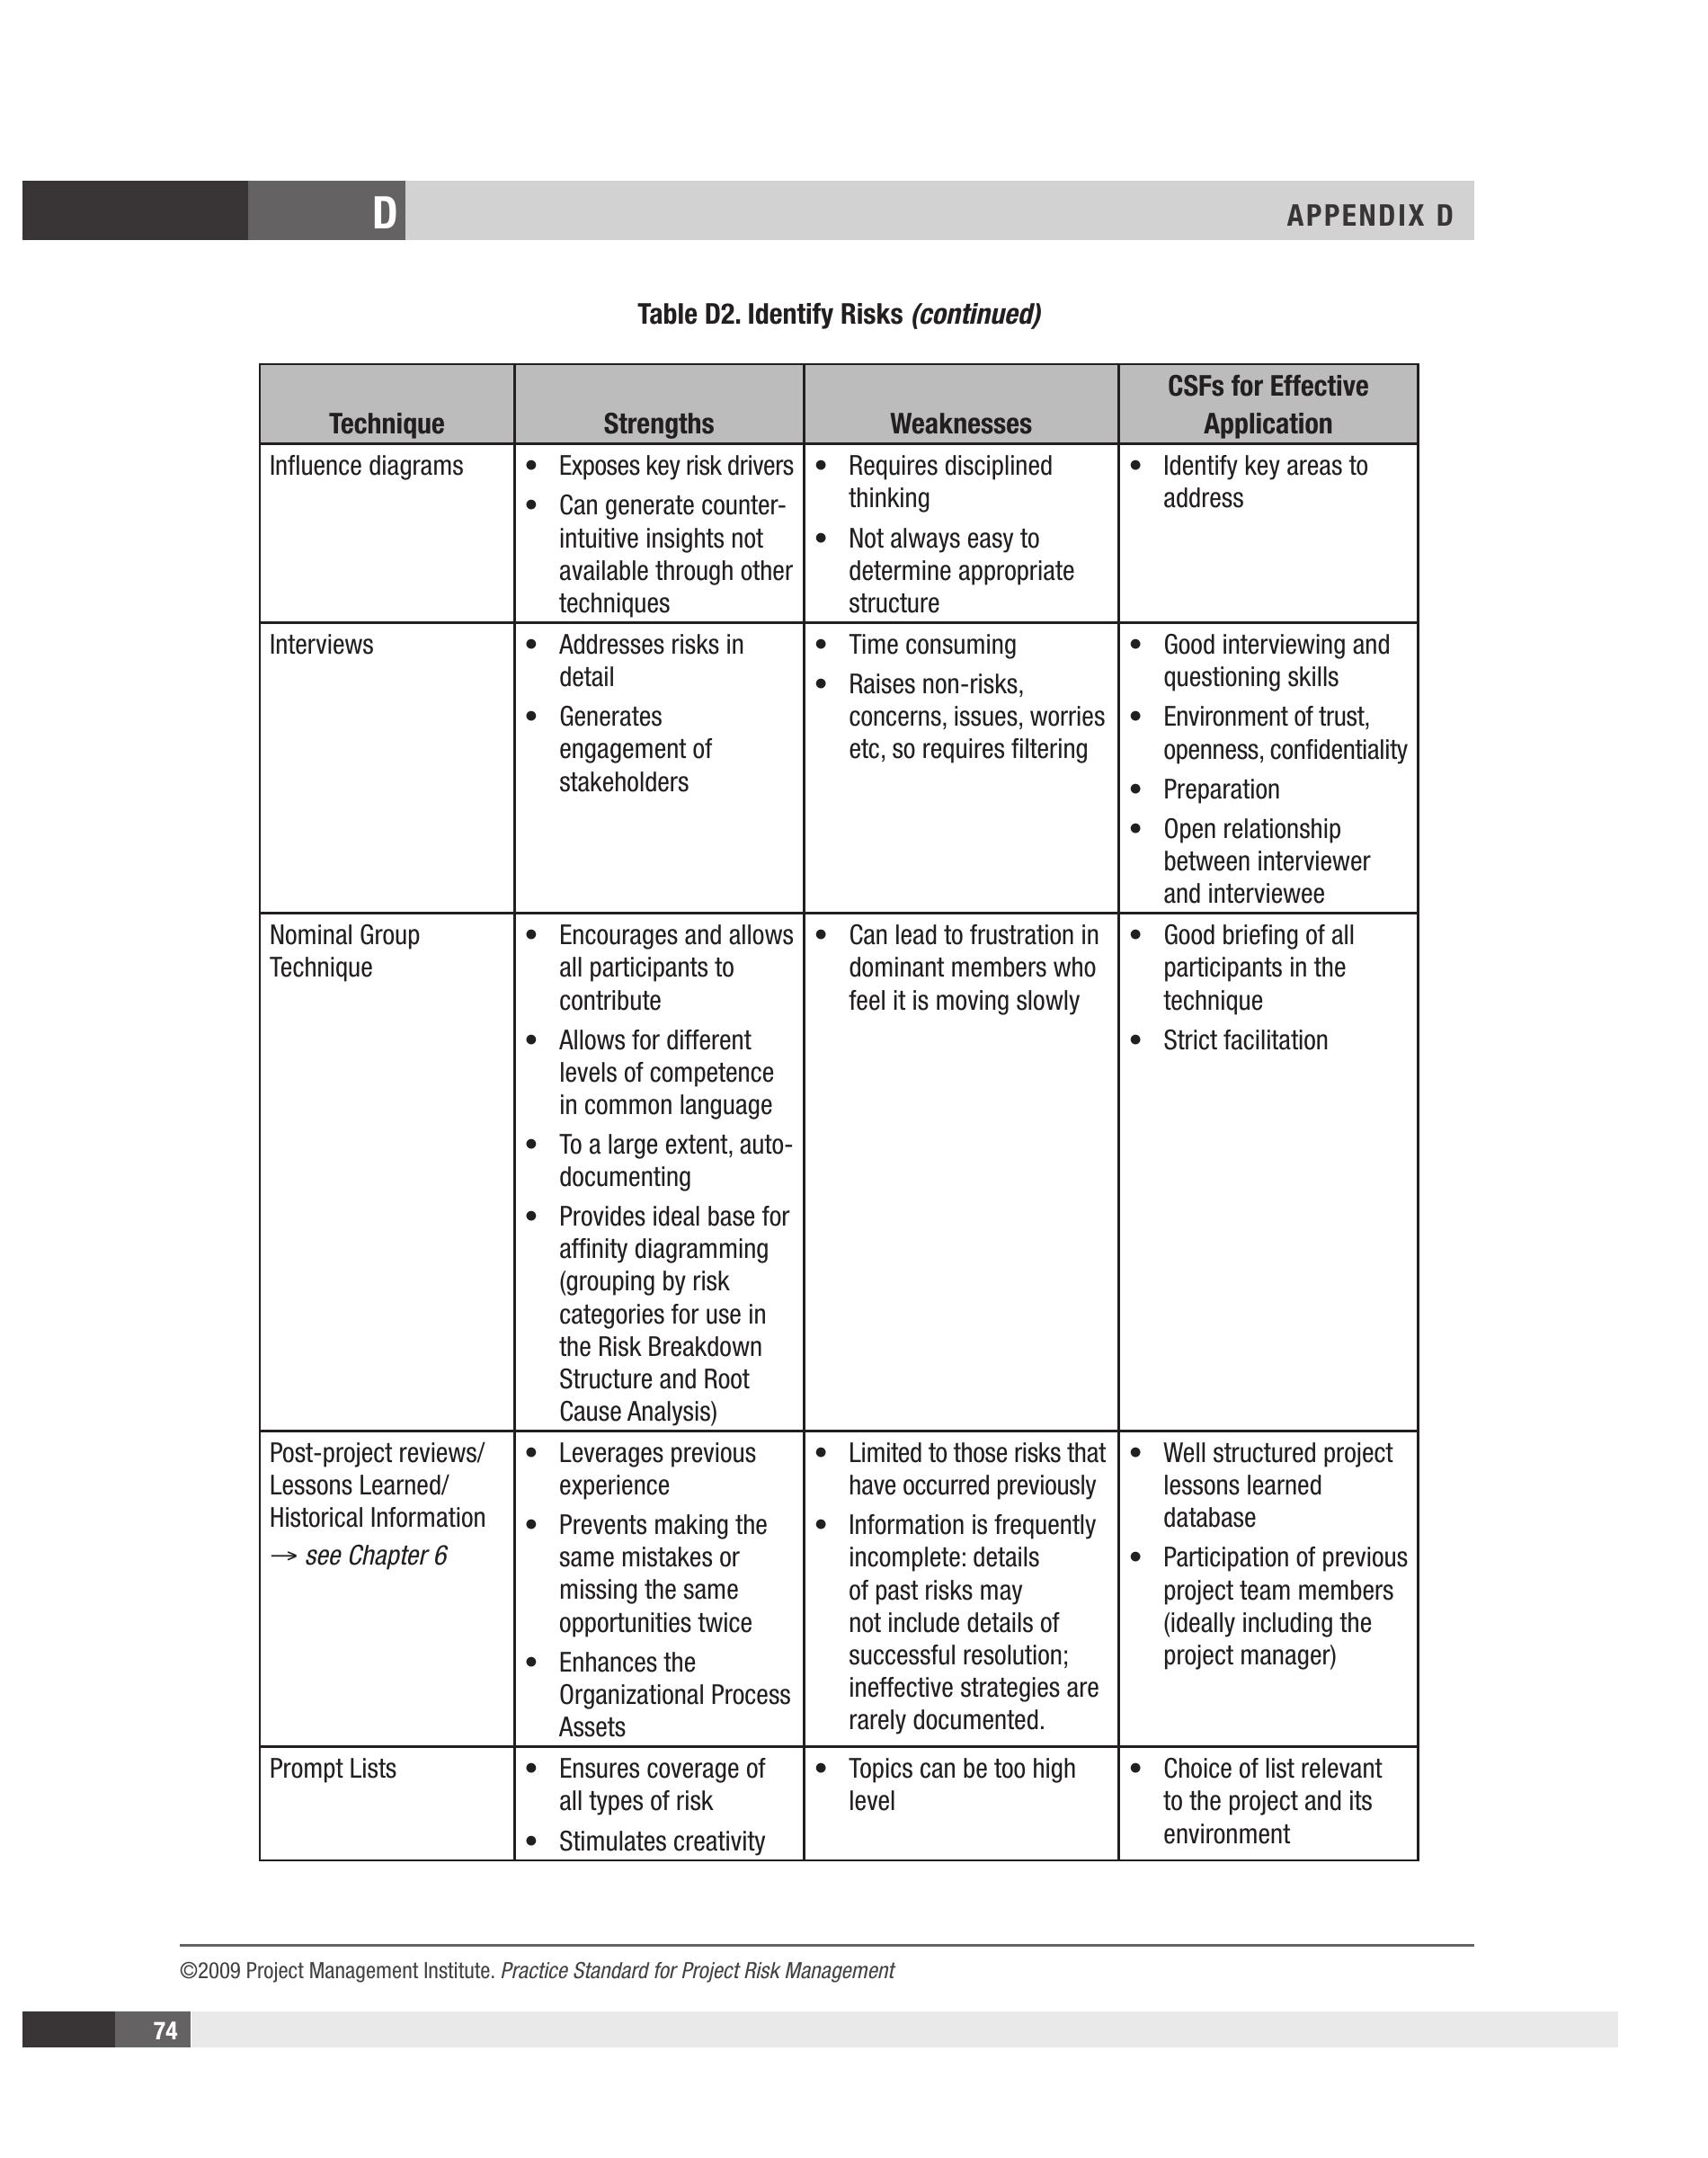 D
APPENDIX D
Table D2. Identify Risks (continued)
Technique
Strengths
Weaknesses
CSFs for Effective
Application
Influence diagrams
• Exposes key risk drivers
• Can generate counter-
intuitive insights not
available through other
techniques
• Requires disciplined
thinking
• Not always easy to
determine appropriate
structure
• Identify key areas to
address
Interviews
• Addresses risks in
detail
• Generates
engagement of
stakeholders
• Time consuming
• Raises non-risks,
concerns, issues, worries
etc, so requires filtering
• Good interviewing and
questioning skills
• Environment of trust,
openness, confidentiality
• Preparation
• Open relationship
between interviewer
and interviewee
Nominal Group
Technique
• Encourages and allows
all participants to
contribute
• Allows for different
levels of competence
in common language
• To a large extent, auto-
documenting
• Provides ideal base for
affinity diagramming
(grouping by risk
categories for use in
the Risk Breakdown
Structure and Root
Cause Analysis)
• Can lead to frustration in
dominant members who
feel it is moving slowly
• Good briefing of all
participants in the
technique
• Strict facilitation
Post-project reviews/
Lessons Learned/
Historical Information
→ see Chapter 6
• Leverages previous
experience
• Prevents making the
same mistakes or
missing the same
opportunities twice
• Enhances the
Organizational Process
Assets
• Limited to those risks that
have occurred previously
• Information is frequently
incomplete: details
of past risks may
not include details of
successful resolution;
ineffective strategies are
rarely documented.
• Well structured project
lessons learned
database
• Participation of previous
project team members
(ideally including the
project manager)
Prompt Lists
• Ensures coverage of
all types of risk
• Stimulates creativity
• Topics can be too high
level
• Choice of list relevant
to the project and its
environment
©2009 Project Management Institute. Practice Standard for Project Risk Management
74